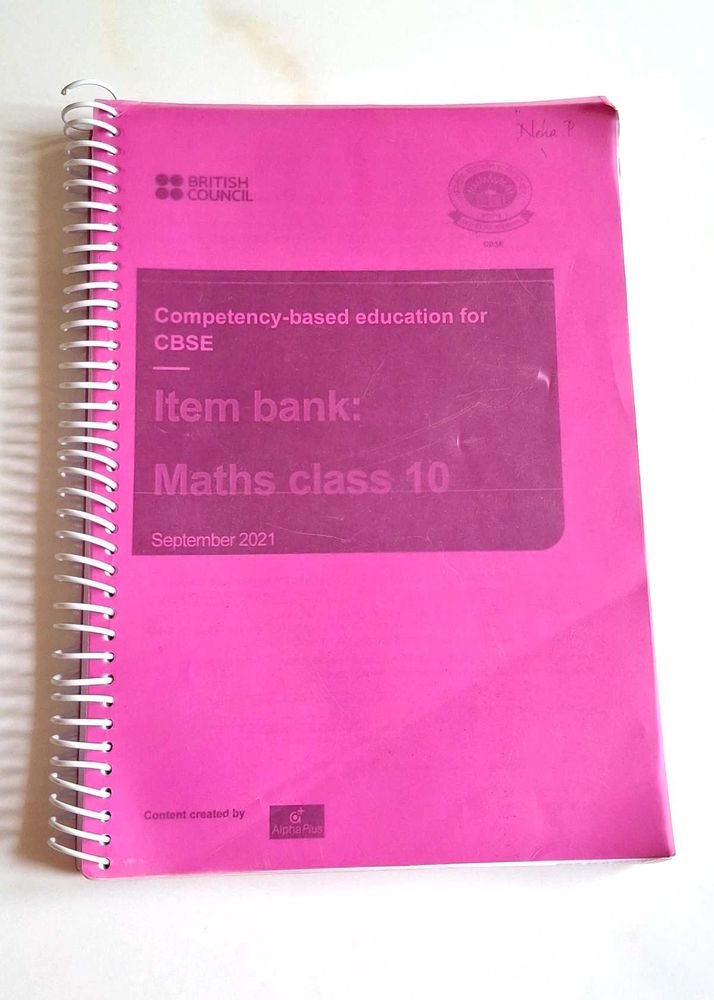 Neha.P
BRITISH
COUNCIL
CBSE
Competency-based education for
CBSE
Item bank:
Maths class 10
September 2021
Content created by
AlphaPlus